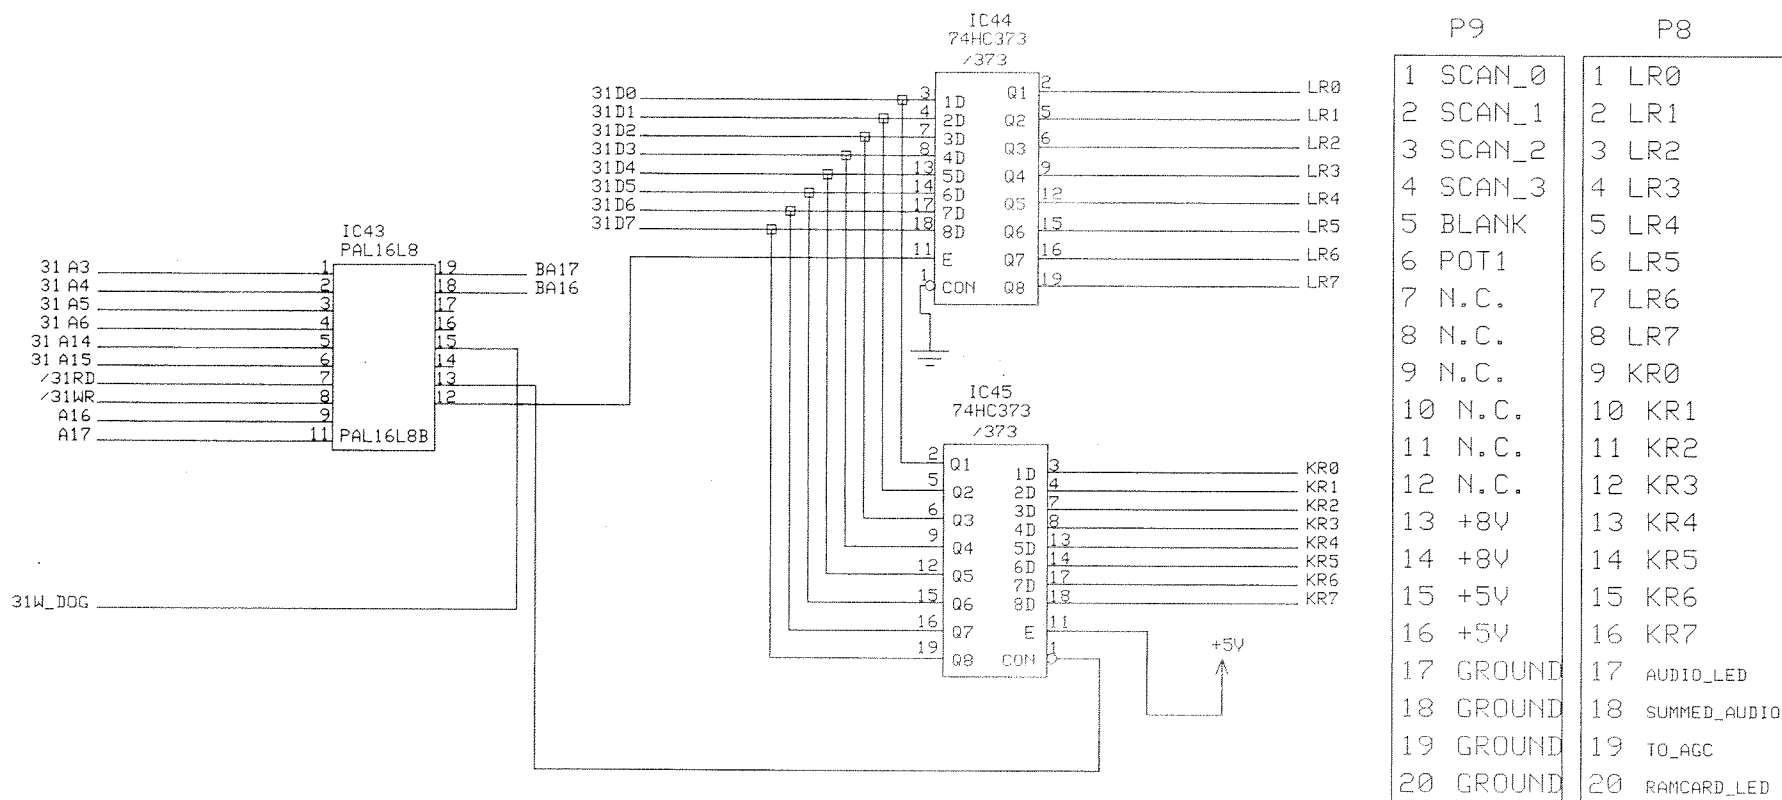 IC44
74HC373
/373
31D0
31D1
31D2
31D3
31D4
31D5
31D6
31D7
3 1D
4 2D
7 3D
8 4D
13 5D
14 6D
17 7D
18 8D
11 E
1 CON
Q1 2 LR0
Q2 5 LR1
Q3 6 LR2
Q4 9 LR3
Q5 12 LR4
Q6 15 LR5
Q7 16 LR6
Q8 19 LR7
IC43
PAL16L8
31 A3 1
31 A4 2
31 A5 3
31 A6 4
31 A14 5
31 A15 6
/31RD 7
/31WR 8
A16 9
A17 11
PAL16L8B
19 BA17
18 BA16
17
16
15
14
13
12
31W_DOG
IC45
74HC373
/373
2 Q1
5 Q2
6 Q3
9 Q4
12 Q5
15 Q6
16 Q7
19 Q8
1D 3 KR0
2D 4 KR1
3D 7 KR2
4D 8 KR3
5D 13 KR4
6D 14 KR5
7D 17 KR6
8D 18 KR7
E 11
CON 1
+5V
P9
1 SCAN_0
2 SCAN_1
3 SCAN_2
4 SCAN_3
5 BLANK
6 POT1
7 N.C.
8 N.C.
9 N.C.
10 N.C.
11 N.C.
12 N.C.
13 +8V
14 +8V
15 +5V
16 +5V
17 GROUND
18 GROUND
19 GROUND
20 GROUND
P8
1 LR0
2 LR1
3 LR2
4 LR3
5 LR4
6 LR5
7 LR6
8 LR7
9 KR0
10 KR1
11 KR2
12 KR3
13 KR4
14 KR5
15 KR6
16 KR7
17 AUDIO_LED
18 SUMMED_AUDIO
19 TO_AGC
20 RAMCARD_LED